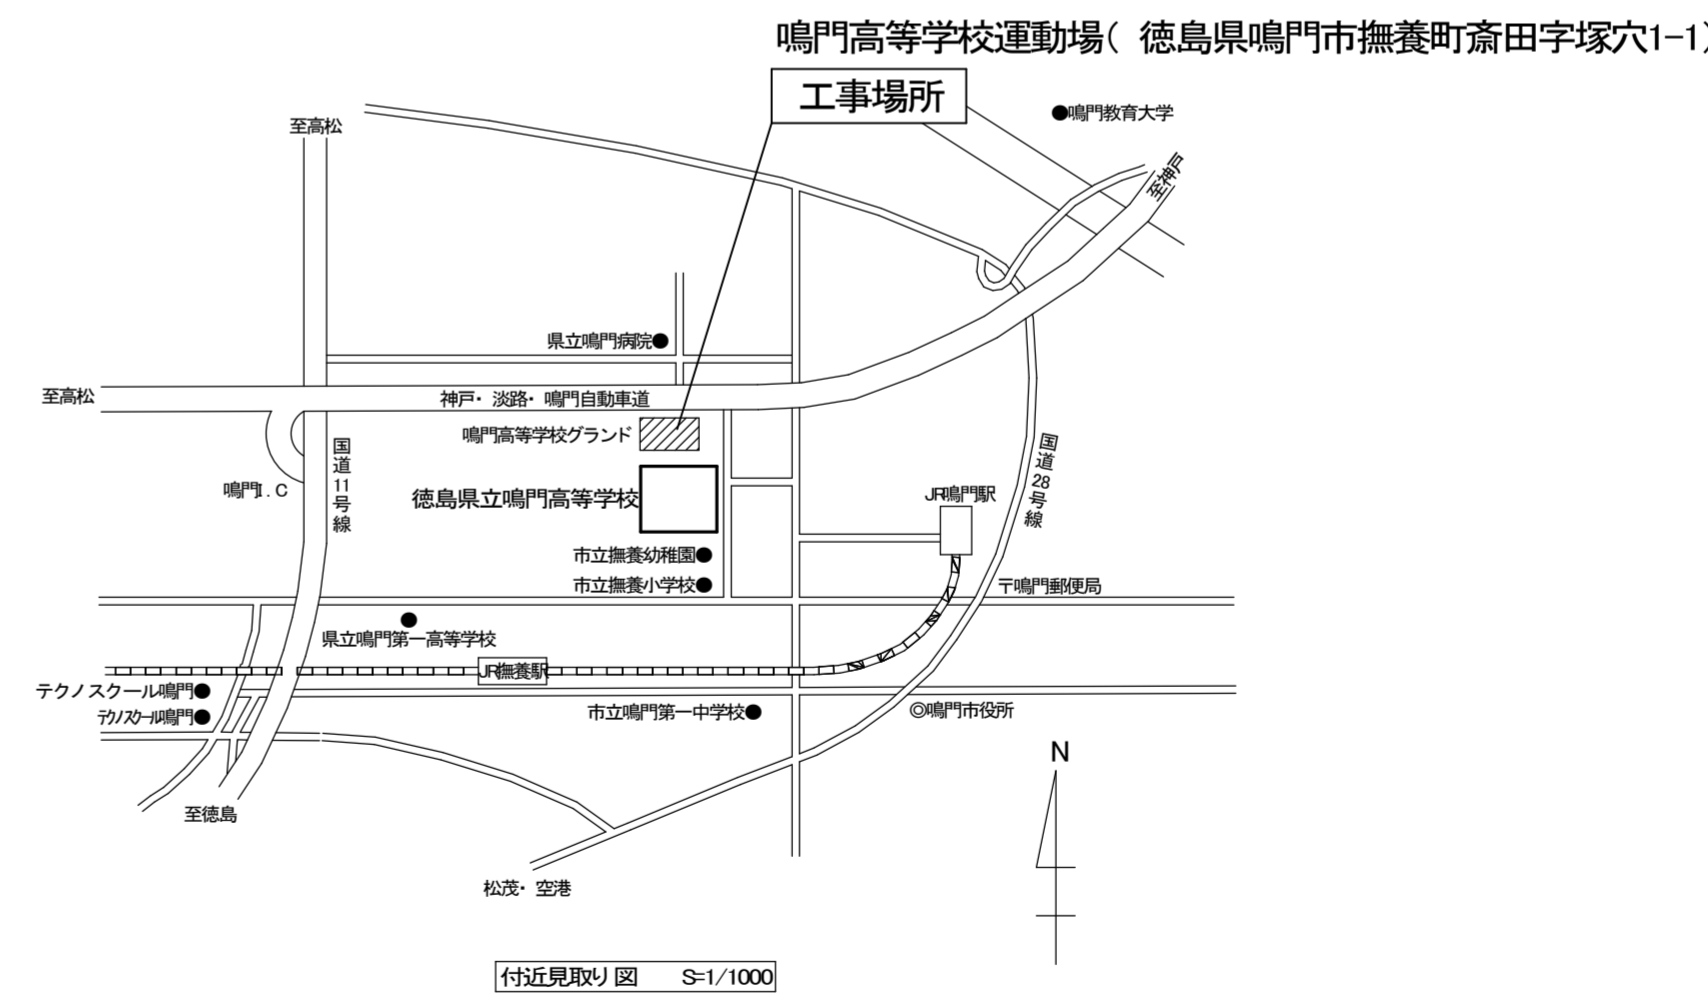 鳴門高等学校運動場( 徳島県鳴門市撫養町斎田字塚穴1-1)
工事場所
●鳴門教育大学
至高松
至神戸
県立鳴門病院●
至高松
神戸・淡路・鳴門自動車道
鳴門高等学校グランド
国道11号線
国道28号線
鳴門I.C
徳島県立鳴門高等学校
JR鳴門駅
市立撫養幼稚園●
市立撫養小学校●
〒鳴門郵便局
県立鳴門第一高等学校
JR撫養駅
テクノスクール鳴門●
テクノスクール鳴門●
市立鳴門第一中学校●
◎鳴門市役所
N
至徳島
松茂・空港
付近見取り図 S=1/1000